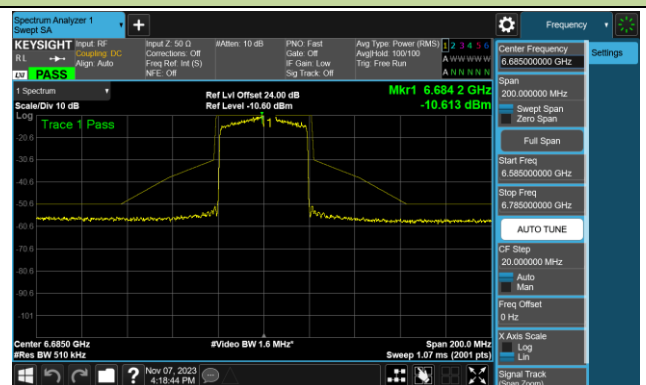 Spectrum Analyzer 1
Swept SA
Frequency
KEYSIGHT
RL
LXI
PASS
Input: RF
Coupling: DC
Align: Auto
Input Z: 50 Ω
Corrections: Off
Freq Ref: Int (S)
NFE: Off
#Atten: 10 dB
PNO: Fast
Gate: Off
IF Gain: Low
Sig Track: Off
Avg Type: Power (RMS)
Avg|Hold: 100/100
Trig: Free Run
1 2 3 4 5 6
A W W W W W
A N N N N N
1 Spectrum
Scale/Div 10 dB
Ref Lvl Offset 24.00 dB
Ref Level -10.60 dBm
Mkr1 6.684 2 GHz
-10.613 dBm
Log
Trace 1 Pass
1
-20.6
-30.6
-40.6
-50.6
-60.6
-70.6
-80.6
-90.6
-101
Center 6.6850 GHz
#Res BW 510 kHz
#Video BW 1.6 MHz*
Span 200.0 MHz
Sweep 1.07 ms (2001 pts)
Nov 07, 2023
4:18:44 PM
?
Center Frequency
6.685000000 GHz
Settings
Span
200.000000 MHz
Swept Span
Zero Span
Full Span
Start Freq
6.585000000 GHz
Stop Freq
6.785000000 GHz
AUTO TUNE
CF Step
20.000000 MHz
Auto
Man
Freq Offset
0 Hz
X Axis Scale
Log
Lin
Signal Track
(Span Zoom)